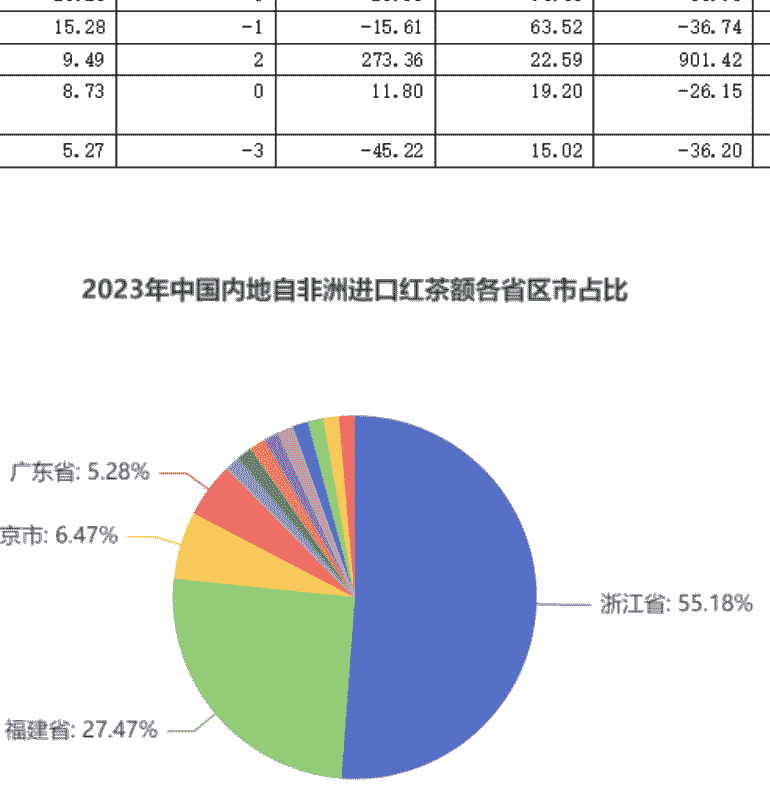 15.28 -1 -15.61 63.52 -36.74
9.49 2 273.36 22.59 901.42
8.73 0 11.80 19.20 -26.15
5.27 -3 -45.22 15.02 -36.20
2023年中国内地自非洲进口红茶额各省区市占比
广东省: 5.28%
京市: 6.47%
浙江省: 55.18%
福建省: 27.47%